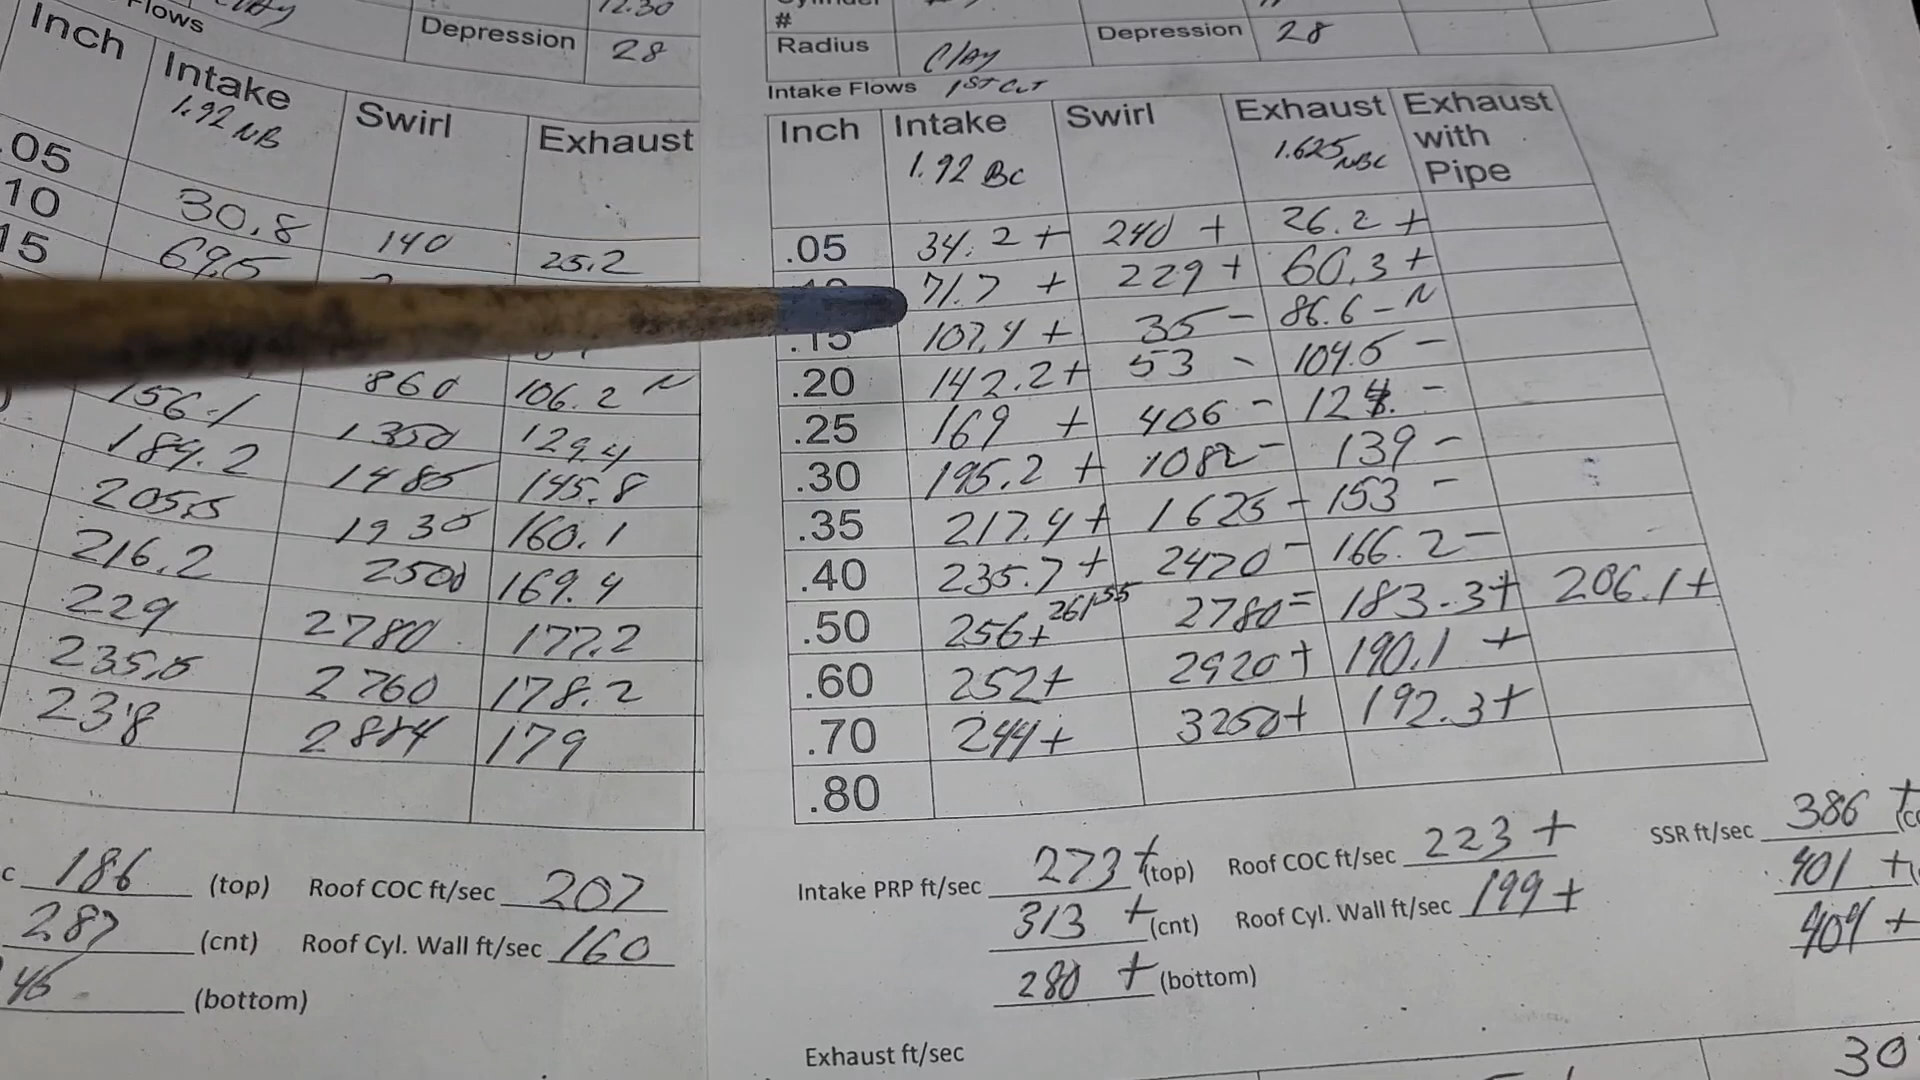 Flows
12.30
Depression 28
Inch Intake Swirl Exhaust
1.92 NB
.05 30.8 140 25.2
10 69.5
15
156.1 860 106.2 N
184.2 1350 129.4
205.5 1485 145.8
216.2 1930 160.1
229 2500 169.4
235.5 2780 177.2
238 2760 178.2
2884 179
c 186 (top) Roof COC ft/sec 207
287 (cnt) Roof Cyl. Wall ft/sec 160
(bottom)
#
Radius Clay Depression 28
Intake Flows 1ST CUT
Inch Intake Swirl Exhaust Exhaust with Pipe
1.92 BC 1.625 NBC
.05 34.2 + 240 + 26.2 +
71.7 + 229 + 60.3 +
.15 107.4 + 35 - 86.6 - N
.20 142.2 + 53 - 104.5 -
.25 169 + 406 - 124. -
.30 195.2 + 1082 - 139 -
.35 217.4 + 1625 - 153 -
.40 235.7 + 2420 - 166.2 -
.50 256 + 261 55 2780 = 183.3 + 206.1 +
.60 252 + 2920 + 190.1 +
.70 244 + 3250 + 192.3 +
.80
Intake PRP ft/sec 273 + (top) Roof COC ft/sec 223 + SSR ft/sec 386 +
313 + (cnt) Roof Cyl. Wall ft/sec 199 + 401 +
280 + (bottom) 404 +
Exhaust ft/sec
30